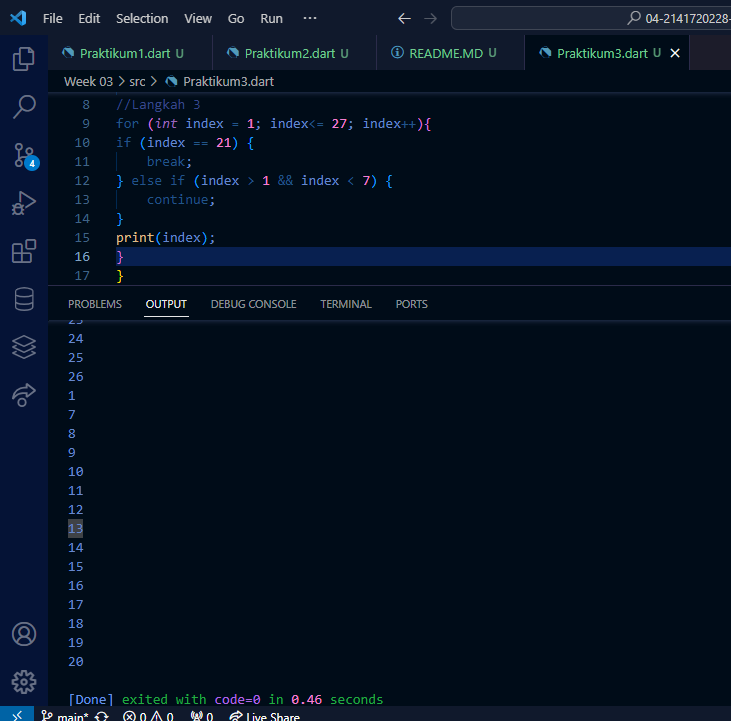 File Edit Selection View Go Run ··· 04-2141720228-
Praktikum1.dart U Praktikum2.dart U README.MD U Praktikum3.dart U
Week 03 > src > Praktikum3.dart
8 //Langkah 3
9 for (int index = 1; index<= 27; index++){
10 if (index == 21) {
11 break;
12 } else if (index > 1 && index < 7) {
13 continue;
14 }
15 print(index);
16 }
17 }
4
PROBLEMS OUTPUT DEBUG CONSOLE TERMINAL PORTS
23
24
25
26
1
7
8
9
10
11
12
13
14
15
16
17
18
19
20
[Done] exited with code=0 in 0.46 seconds
main* 0 0 0 Live Share